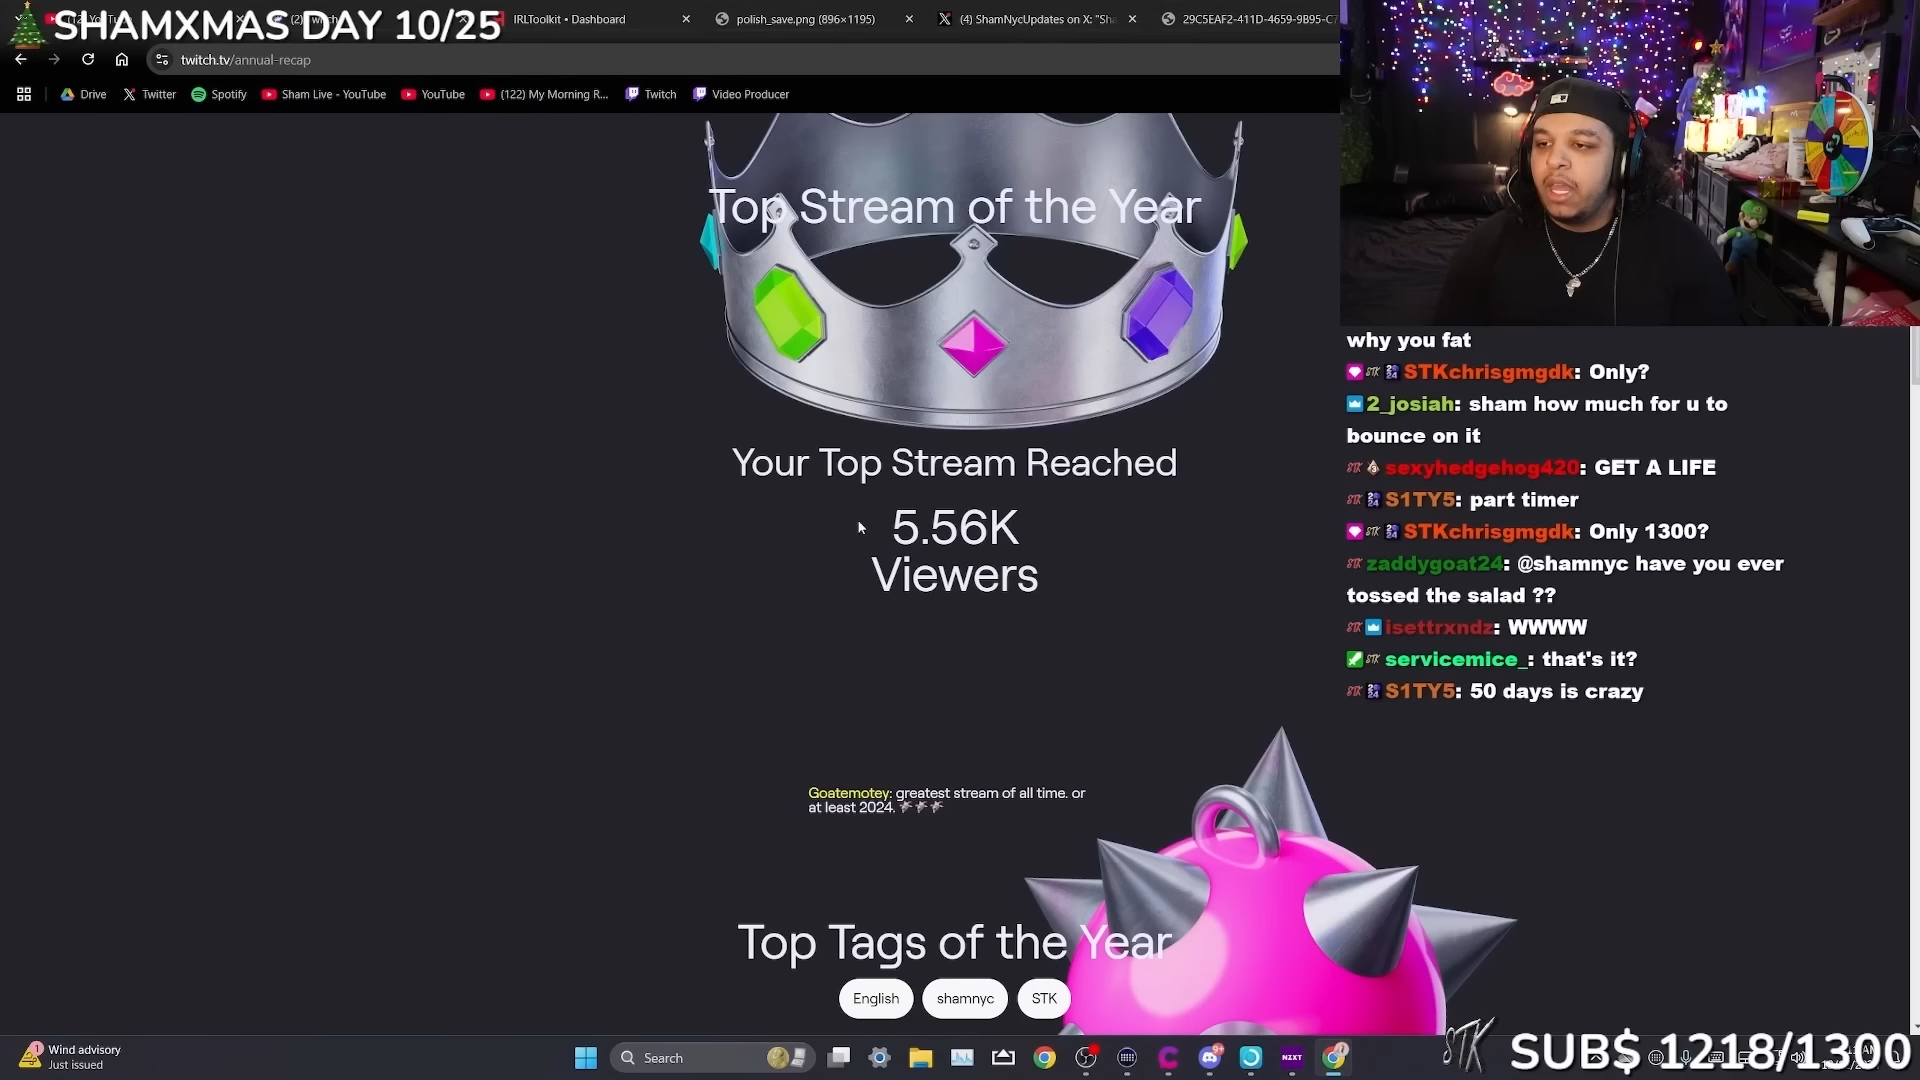 SHAMXMAS DAY 10/25
IRLToolkit • Dashboard
polish_save.png (896×1195)
(4) ShamNycUpdates on X: "Sha
29C5EAF2-411D-4659-9B95-C7
twitch.tv/annual-recap
Drive
Twitter
Spotify
Sham Live - YouTube
YouTube
(122) My Morning R...
Twitch
Video Producer
Top Stream of the Year
Your Top Stream Reached
5.56K
Viewers
Goatemotey: greatest stream of all time. or
at least 2024.
Top Tags of the Year
English
shamnyc
STK
why you fat
STKchrisgmgdk: Only?
2_josiah: sham how much for u to
bounce on it
sexyhedgehog420: GET A LIFE
S1TY5: part timer
STKchrisgmgdk: Only 1300?
zaddygoat24: @shamnyc have you ever
tossed the salad ??
isettrxndz: WWWW
servicemice_: that's it?
S1TY5: 50 days is crazy
Wind advisory
Just issued
Search
NZXT
STK
SUB$ 1218/1300